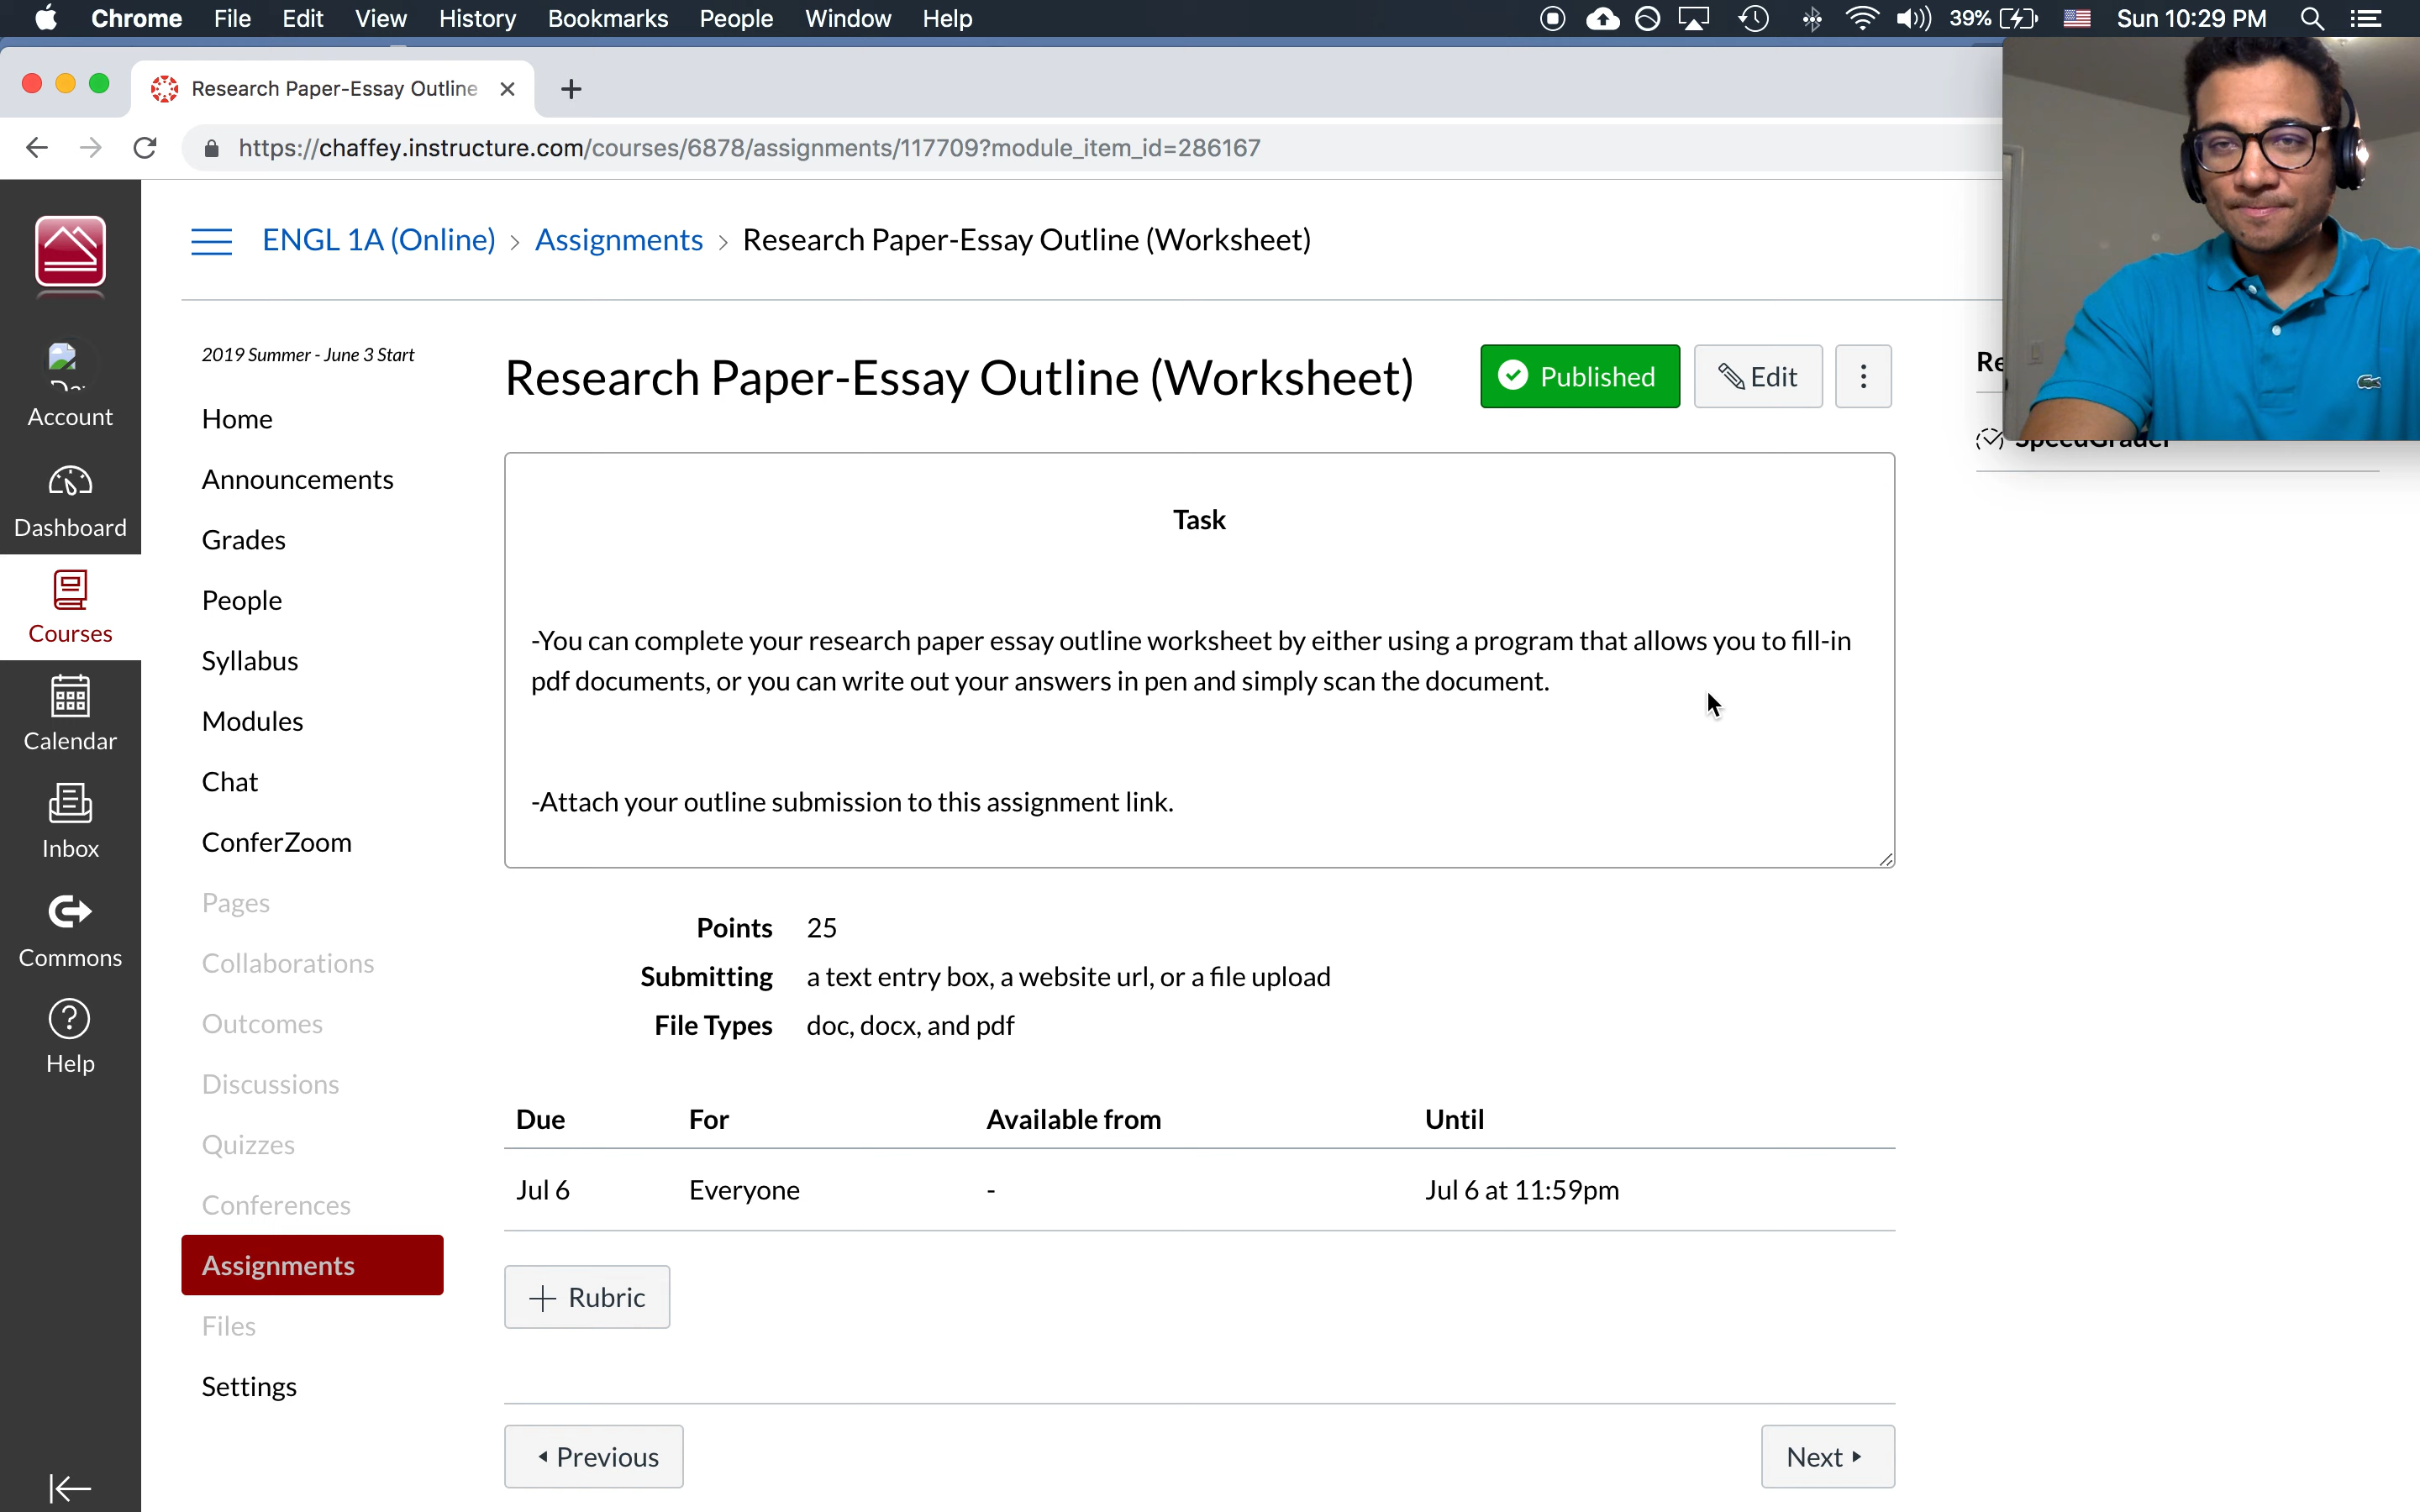 Chrome File Edit View History Bookmarks People Window Help 39% Sun 10:29 PM
Research Paper-Essay Outline
https://chaffey.instructure.com/courses/6878/assignments/117709?module_item_id=286167
ENGL 1A (Online) > Assignments > Research Paper-Essay Outline (Worksheet)
Account
Dashboard
Courses
Calendar
Inbox
Commons
Help
2019 Summer - June 3 Start
Home
Announcements
Grades
People
Syllabus
Modules
Chat
ConferZoom
Pages
Collaborations
Outcomes
Discussions
Quizzes
Conferences
Assignments
Files
Settings
Research Paper-Essay Outline (Worksheet)
Published Edit
SpeedGrader
Task
-You can complete your research paper essay outline worksheet by either using a program that allows you to fill-in
pdf documents, or you can write out your answers in pen and simply scan the document.
-Attach your outline submission to this assignment link.
Points 25
Submitting a text entry box, a website url, or a file upload
File Types doc, docx, and pdf
Due For Available from Until
Jul 6 Everyone - Jul 6 at 11:59pm
+ Rubric
Previous Next